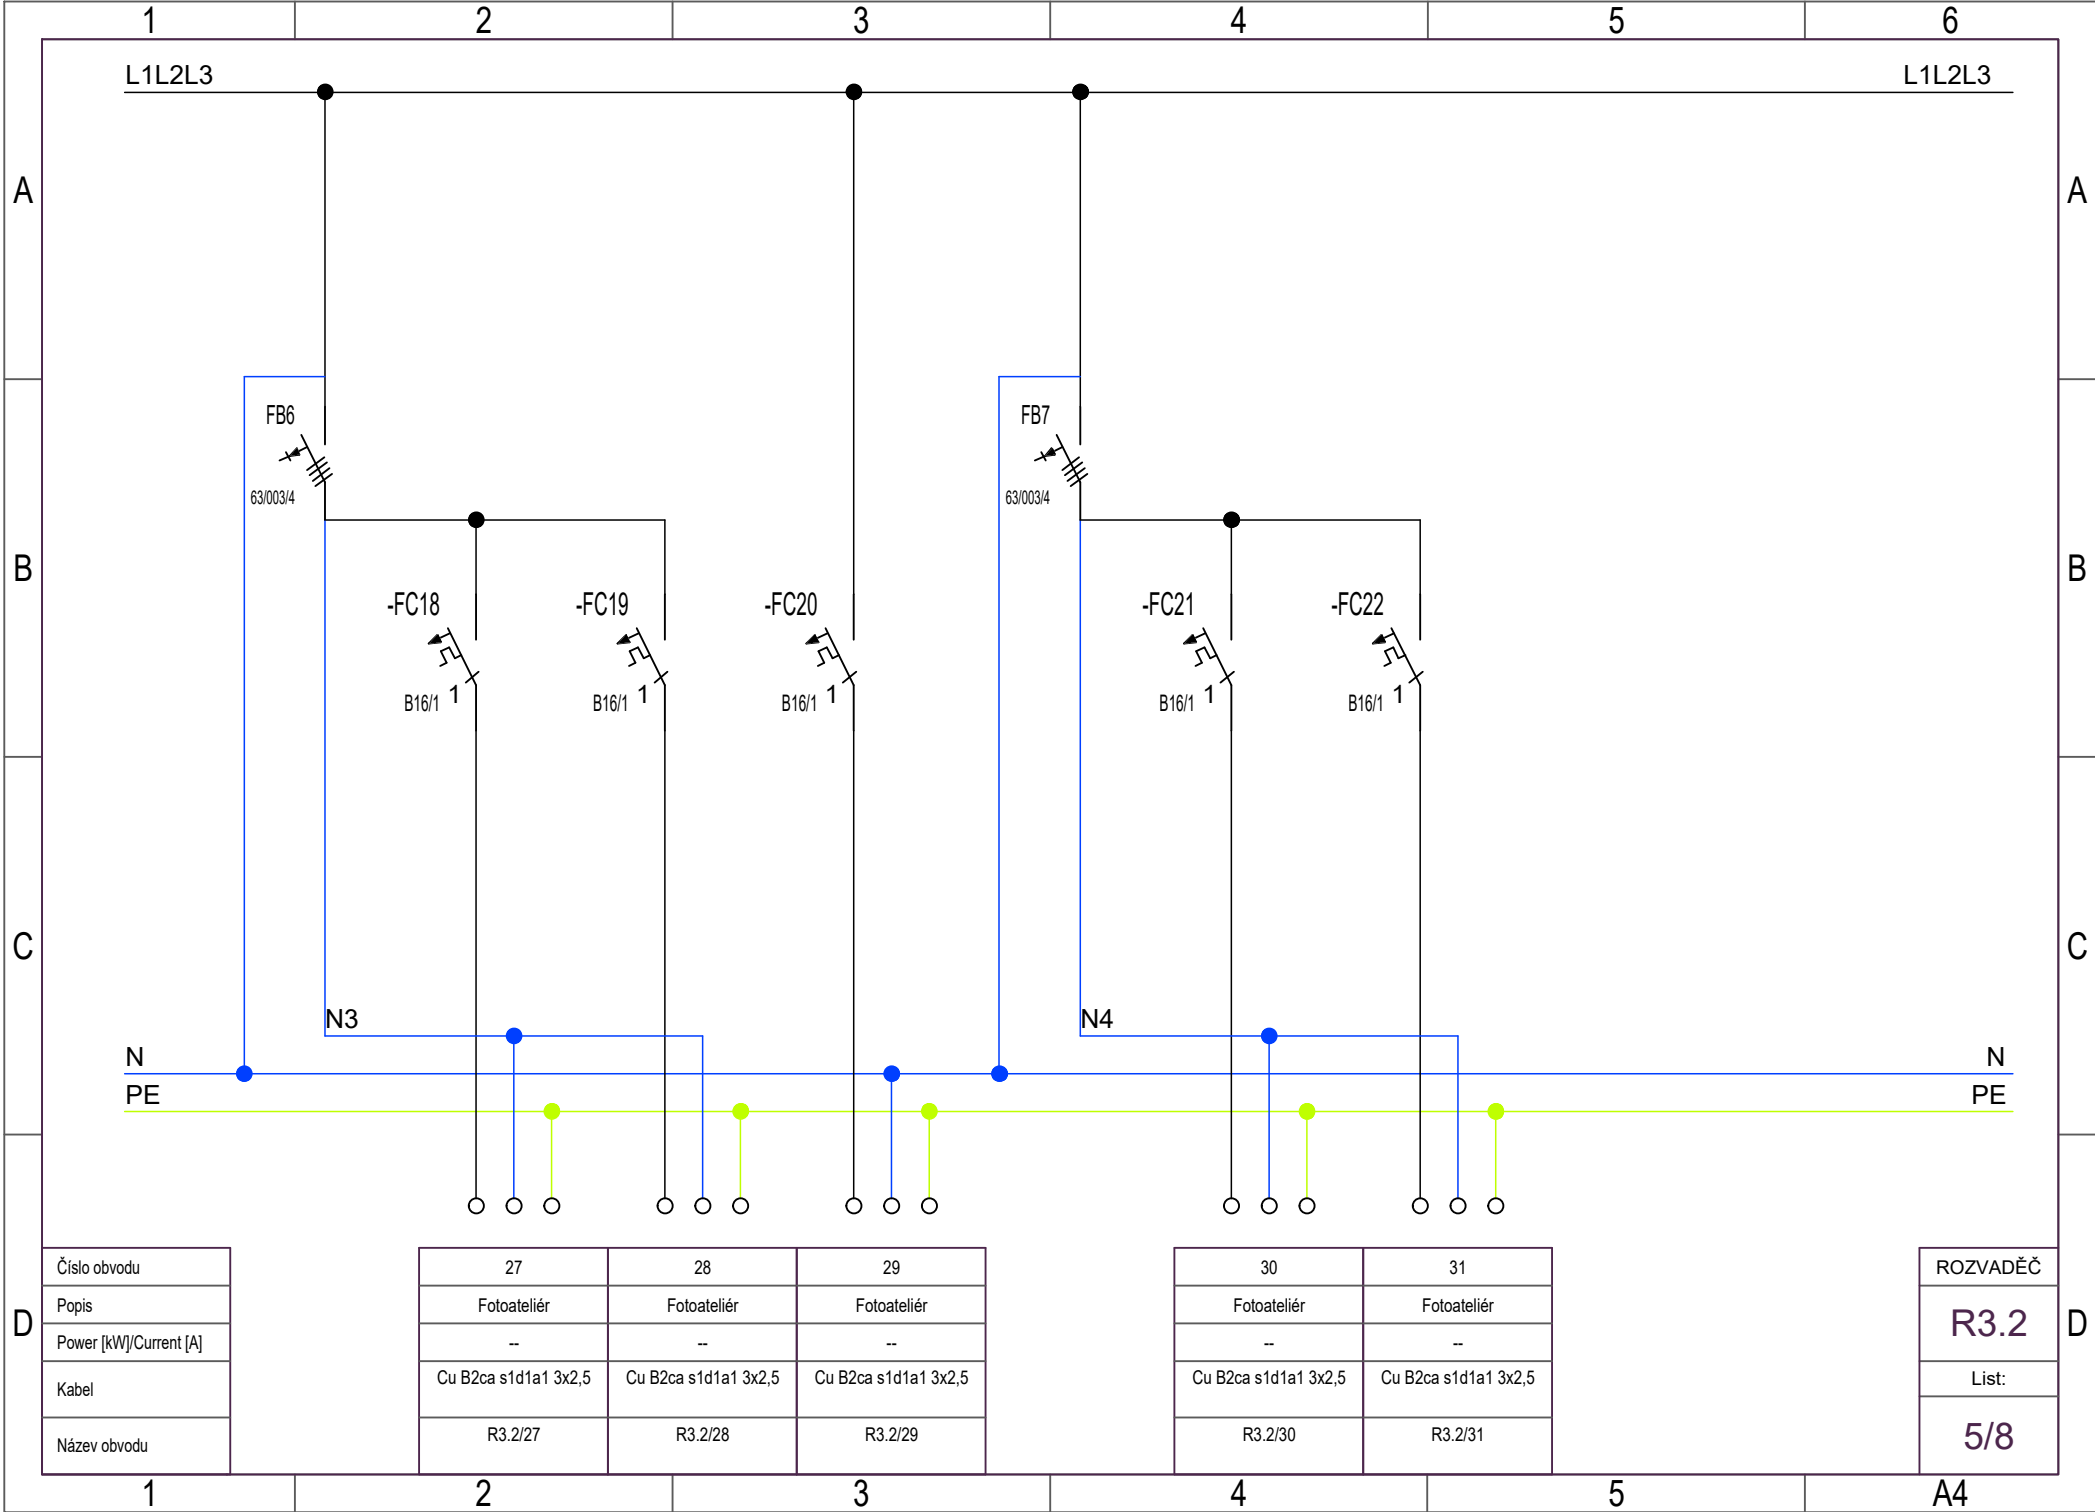 1 2 3 4 5 6
L1L2L3 L1L2L3
A A
FB6 FB7
63/003/4 63/003/4
B B
-FC18 -FC19 -FC20 -FC21 -FC22
B16/1 1 B16/1 1 B16/1 1 B16/1 1 B16/1 1
C C
N3 N4
N N
PE PE
Číslo obvodu 27 28 29 30 31 ROZVADĚČ
Popis Fotoateliér Fotoateliér Fotoateliér Fotoateliér Fotoateliér R3.2
D D
Power [kW]/Current [A] -- -- -- -- --
Kabel Cu B2ca s1d1a1 3x2,5 Cu B2ca s1d1a1 3x2,5 Cu B2ca s1d1a1 3x2,5 Cu B2ca s1d1a1 3x2,5 Cu B2ca s1d1a1 3x2,5 List:
Název obvodu R3.2/27 R3.2/28 R3.2/29 R3.2/30 R3.2/31 5/8
1 2 3 4 5 A4